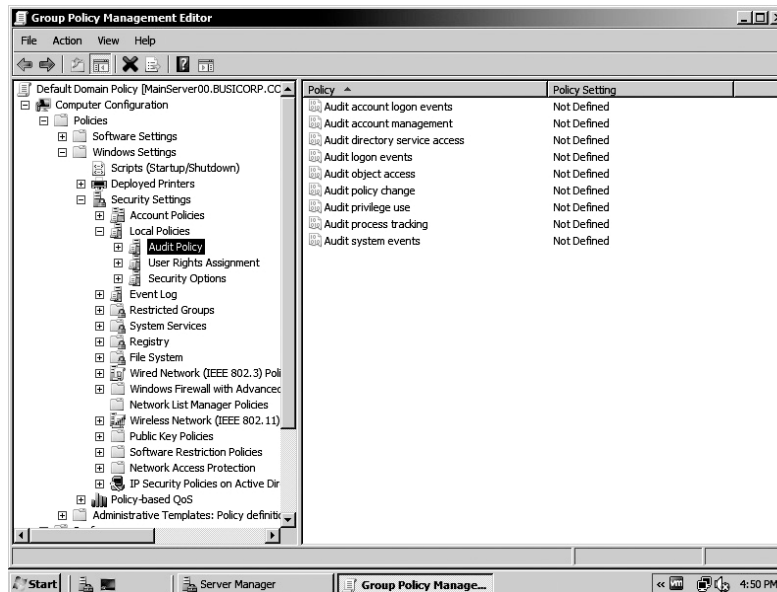 Group Policy Management Editor
File Action View Help
Default Domain Policy [MainServer00.BUSICORP.CC
Computer Configuration
Policies
Software Settings
Windows Settings
Scripts (Startup/Shutdown)
Deployed Printers
Security Settings
Account Policies
Local Policies
Audit Policy
User Rights Assignment
Security Options
Event Log
Restricted Groups
System Services
Registry
File System
Wired Network (IEEE 802.3) Poli
Windows Firewall with Advanced
Network List Manager Policies
Wireless Network (IEEE 802.11)
Public Key Policies
Software Restriction Policies
Network Access Protection
IP Security Policies on Active Dir
Policy-based QoS
Administrative Templates: Policy definitio
Policy Policy Setting
Audit account logon events Not Defined
Audit account management Not Defined
Audit directory service access Not Defined
Audit logon events Not Defined
Audit object access Not Defined
Audit policy change Not Defined
Audit privilege use Not Defined
Audit process tracking Not Defined
Audit system events Not Defined
Start Server Manager Group Policy Manage... « 4:50 PM